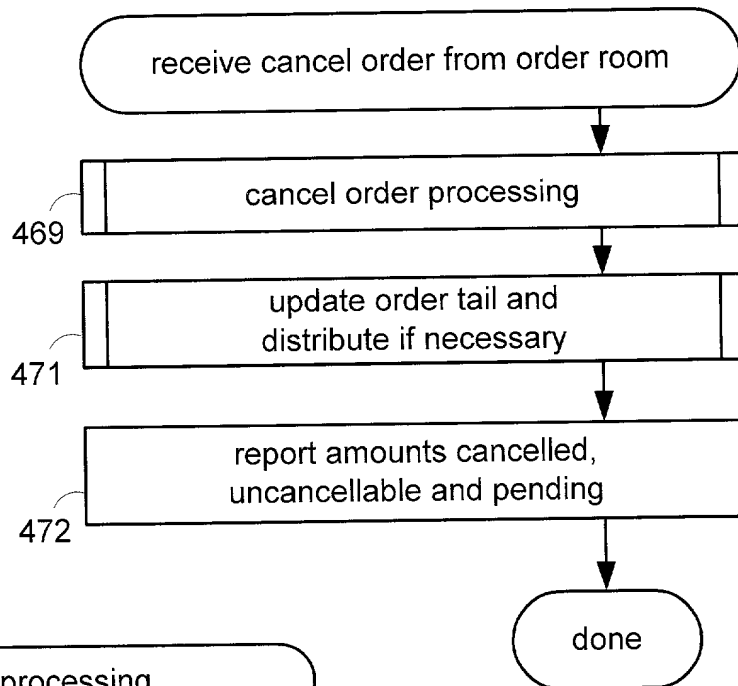 receive cancel order from order room
cancel order processing
469
update order tail and
distribute if necessary
471
report amounts cancelled,
uncancellable and pending
472
done
processing